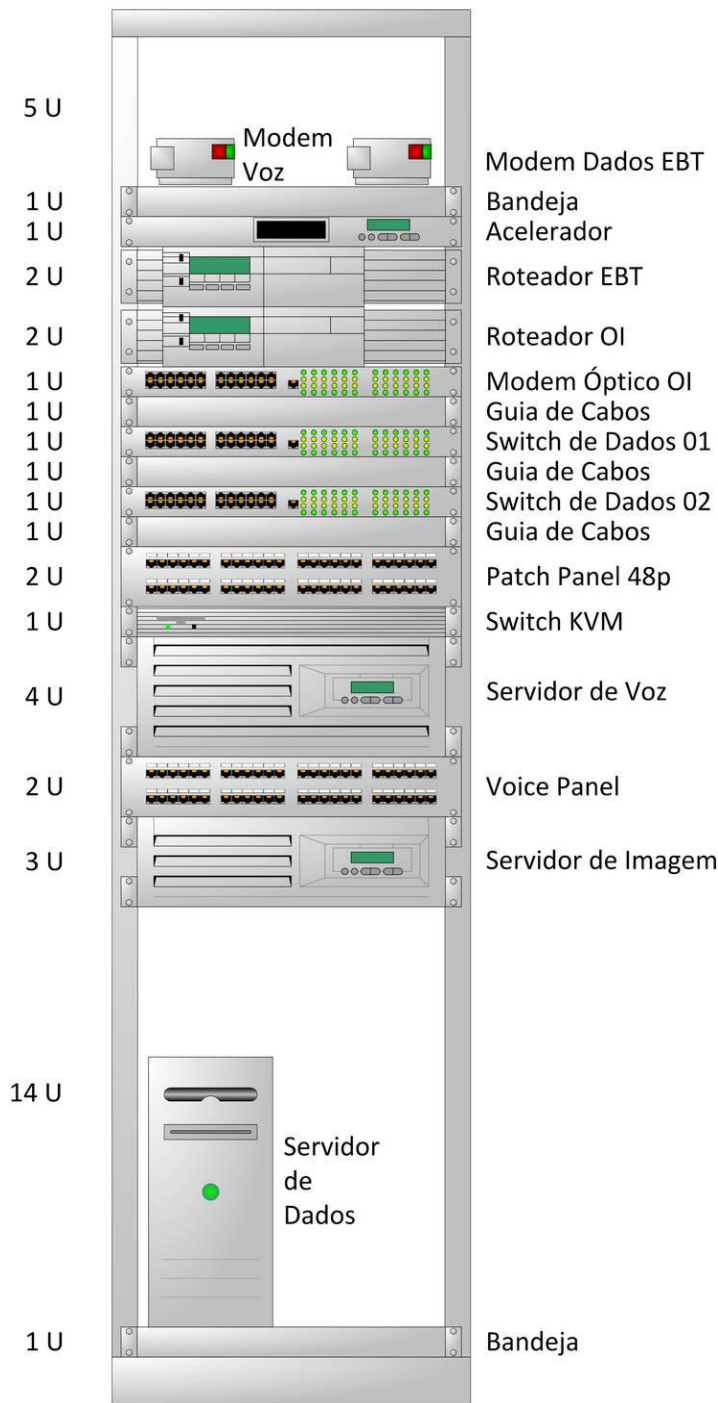 5 U
Modem
Voz
Modem Dados EBT
1 U Bandeja
1 U Acelerador
2 U Roteador EBT
2 U Roteador OI
1 U Modem Óptico OI
1 U Guia de Cabos
1 U Switch de Dados 01
1 U Guia de Cabos
1 U Switch de Dados 02
1 U Guia de Cabos
2 U Patch Panel 48p
1 U Switch KVM
4 U Servidor de Voz
2 U Voice Panel
3 U Servidor de Imagem
14 U
Servidor
de
Dados
1 U Bandeja